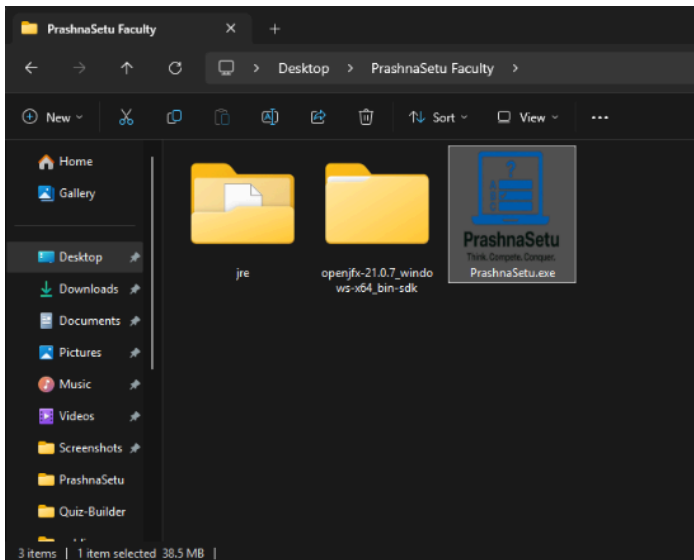 PrashnaSetu Faculty
Desktop > PrashnaSetu Faculty >
New
Sort
View
Home
Gallery
Desktop
Downloads
Documents
Pictures
Music
Videos
Screenshots
PrashnaSetu
Quiz-Builder
jre
openjfx-21.0.7_windo
ws-x64_bin-sdk
?
A
B
C
PrashnaSetu
Think. Compete. Conquer.
PrashnaSetu.exe
3 items | 1 item selected 38.5 MB |